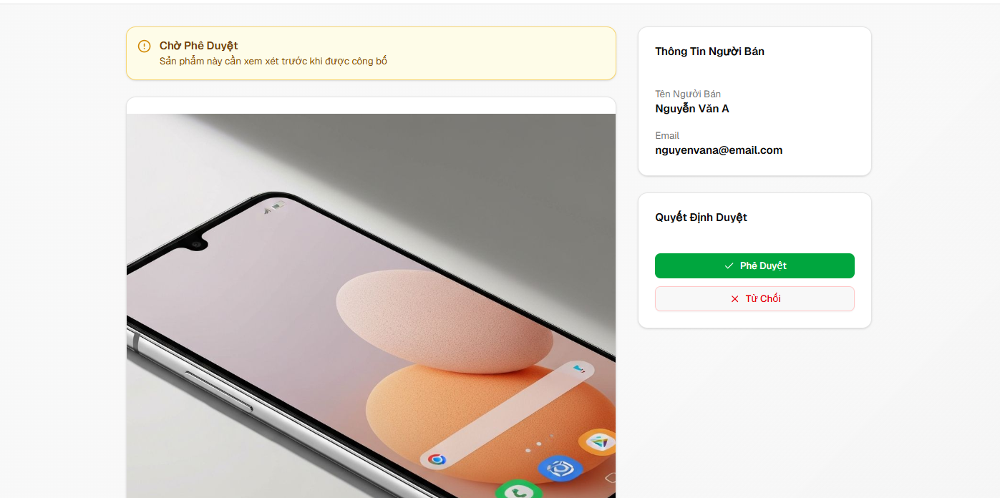 Chờ Phê Duyệt
Sản phẩm này cần xem xét trước khi được công bố
Thông Tin Người Bán
Tên Người Bán
Nguyễn Văn A
Email
nguyenvana@email.com
Quyết Định Duyệt
Phê Duyệt
Từ Chối